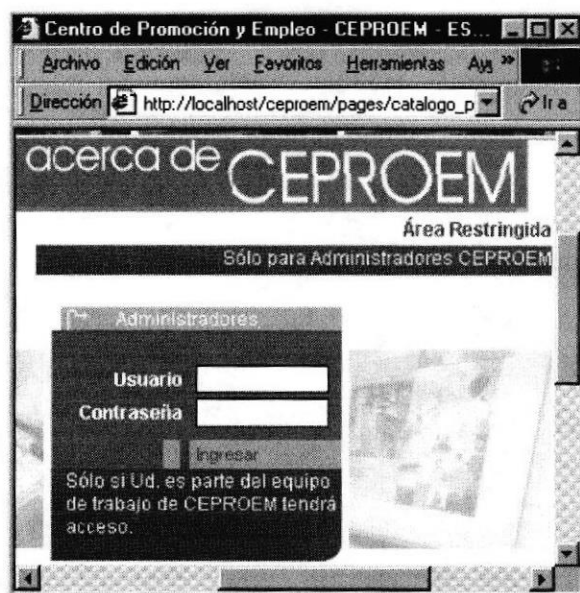 Centro de Promoción y Empleo - CEPROEM - ES...
Archivo Edición Ver Favoritos Herramientas Ayu »
Dirección http://localhost/ceproem/pages/catalogo_p Ir a
acerca de CEPROEM
Área Restringida
Sólo para Administradores CEPROEM
Administradores
Usuario
Contraseña
Ingresar
Sólo si Ud. es parte del equipo
de trabajo de CEPROEM tendrá
acceso.